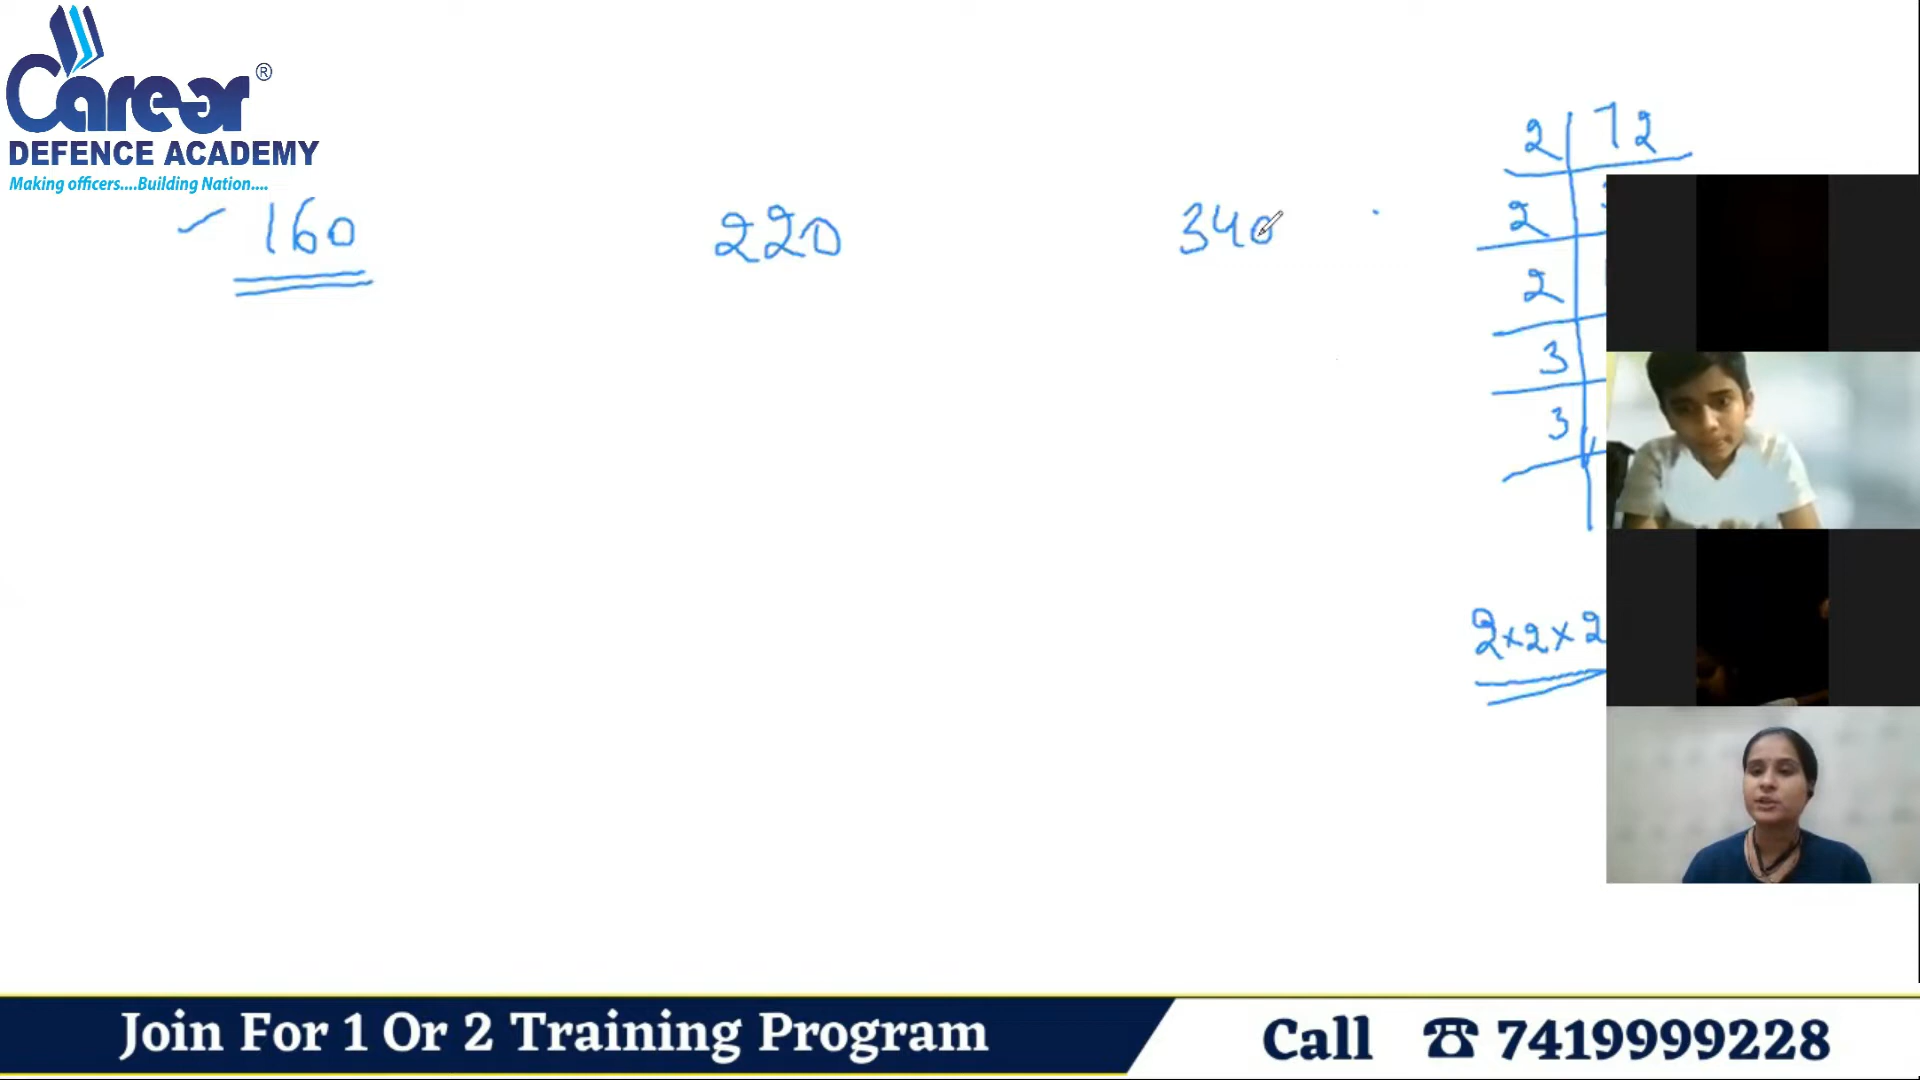 Career®
DEFENCE ACADEMY
Making officers....Building Nation....
160
220
340
2 72
2
2
3
3
2×2×2
Join For 1 Or 2 Training Program
Call ☎ 7419999228